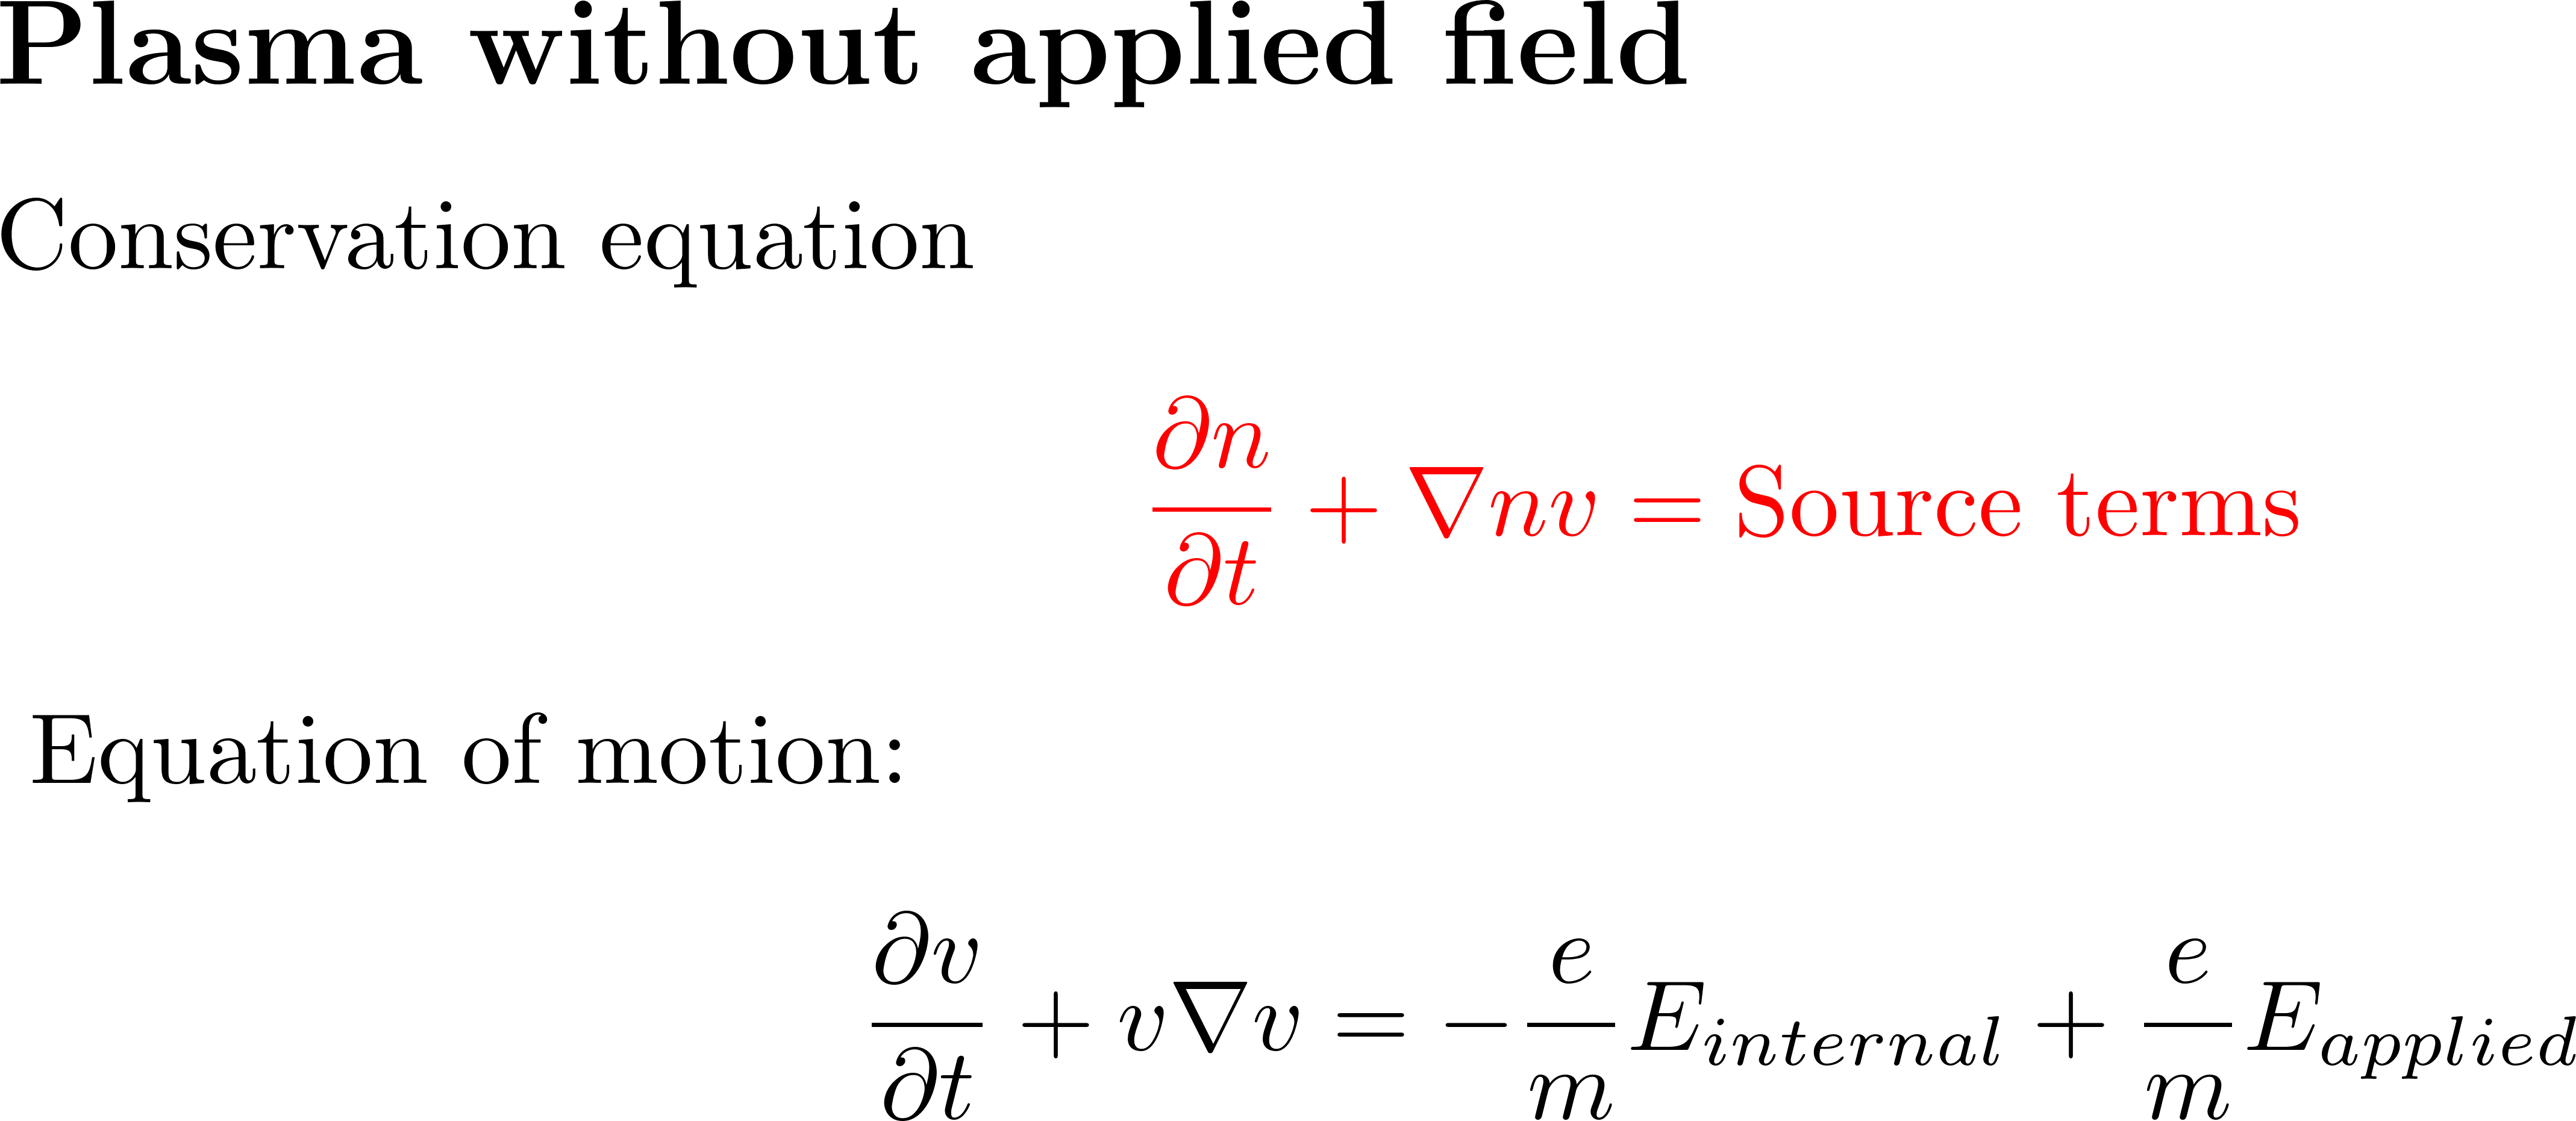 Plasma without applied field
Conservation equation
∂n/∂t + ∇nv = Source terms
Equation of motion:
∂v/∂t + v∇v = −e/m E_internal + e/m E_applied